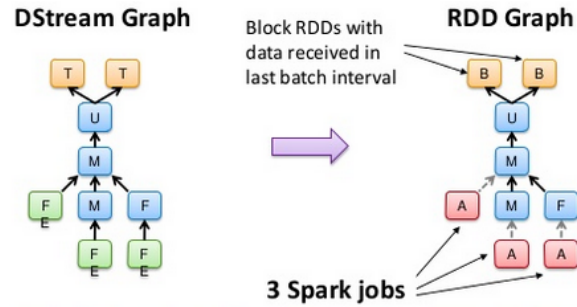 DStream Graph
T
T
U
M
F
E
M
F
F
E
F
E
Block RDDs with
data received in
last batch interval
RDD Graph
B
B
U
M
A
M
F
A
A
3 Spark jobs